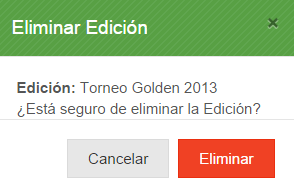 Eliminar Edición
×
Edición: Torneo Golden 2013
¿Está seguro de eliminar la Edición?
Cancelar
Eliminar